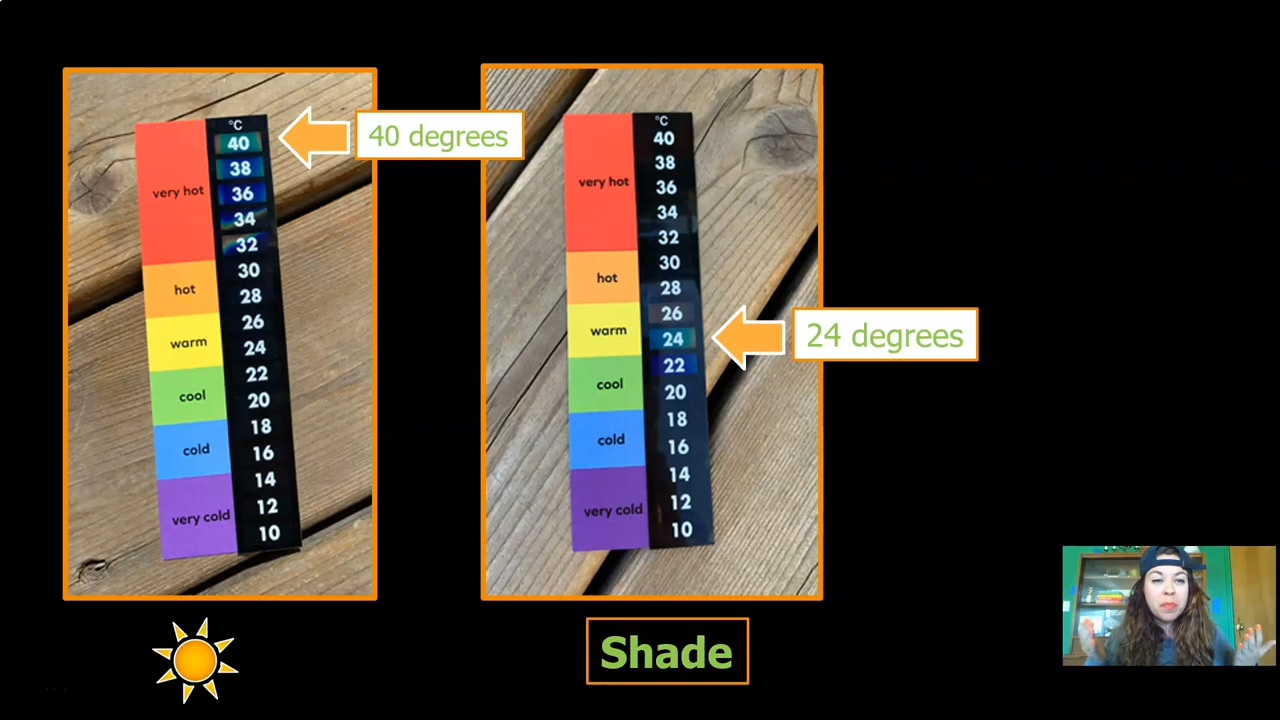 °C
40
38
very hot
36
34
32
30
hot
28
26
warm
24
22
cool
20
18
cold
16
14
very cold
12
10
40 degrees
°C
40
38
very hot
36
34
32
30
hot
28
26
warm
24
22
cool
20
18
cold
16
14
very cold
12
10
24 degrees
Shade